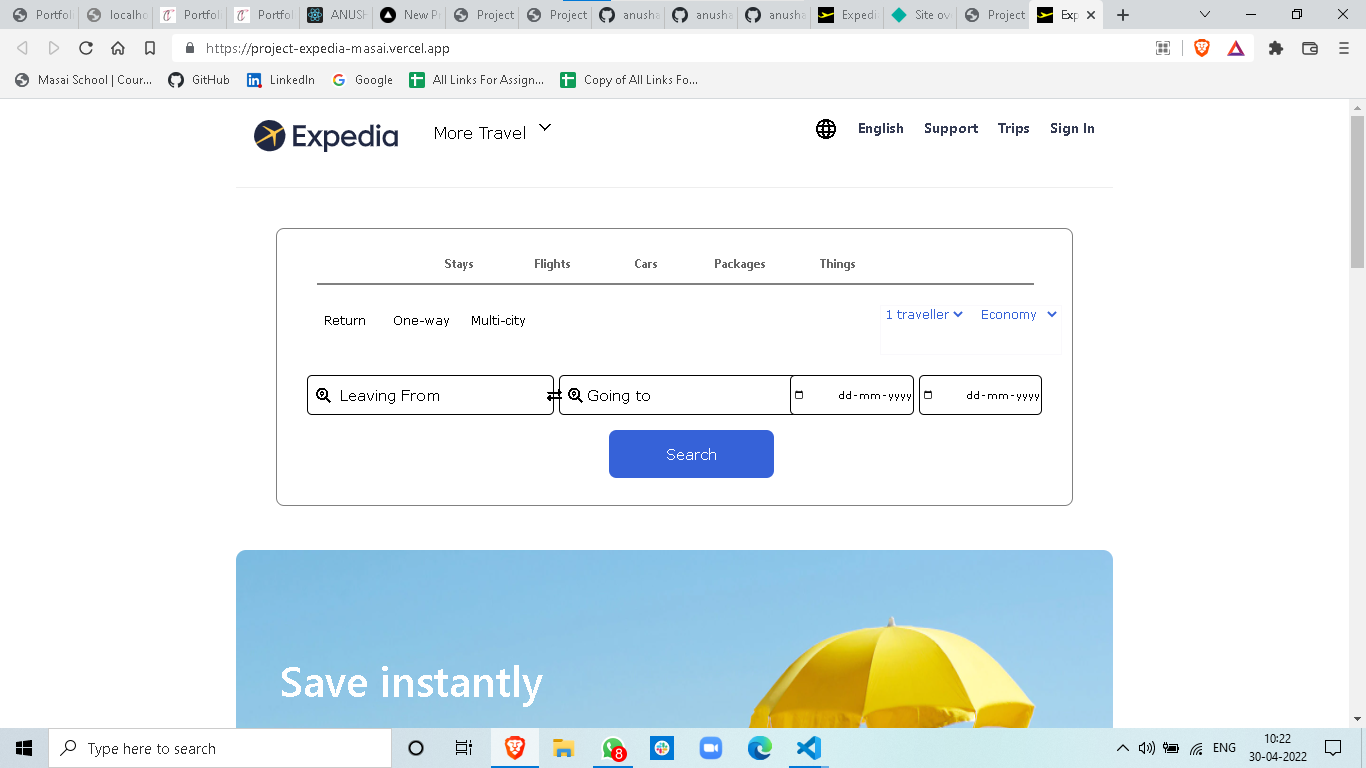 Portfoli localho Portfoli Portfoli ANUSH New Pr Project Project anusha anusha anusha Expedi Site ov Project Exp
https://project-expedia-masai.vercel.app
Masai School | Cour... GitHub LinkedIn Google All Links For Assign... Copy of All Links Fo...
Expedia More Travel English Support Trips Sign In
Stays Flights Cars Packages Things
Return One-way Multi-city 1 traveller Economy
Leaving From Going to dd-mm-yyyy dd-mm-yyyy
Search
Save instantly
Type here to search 8 ENG 10:22
30-04-2022